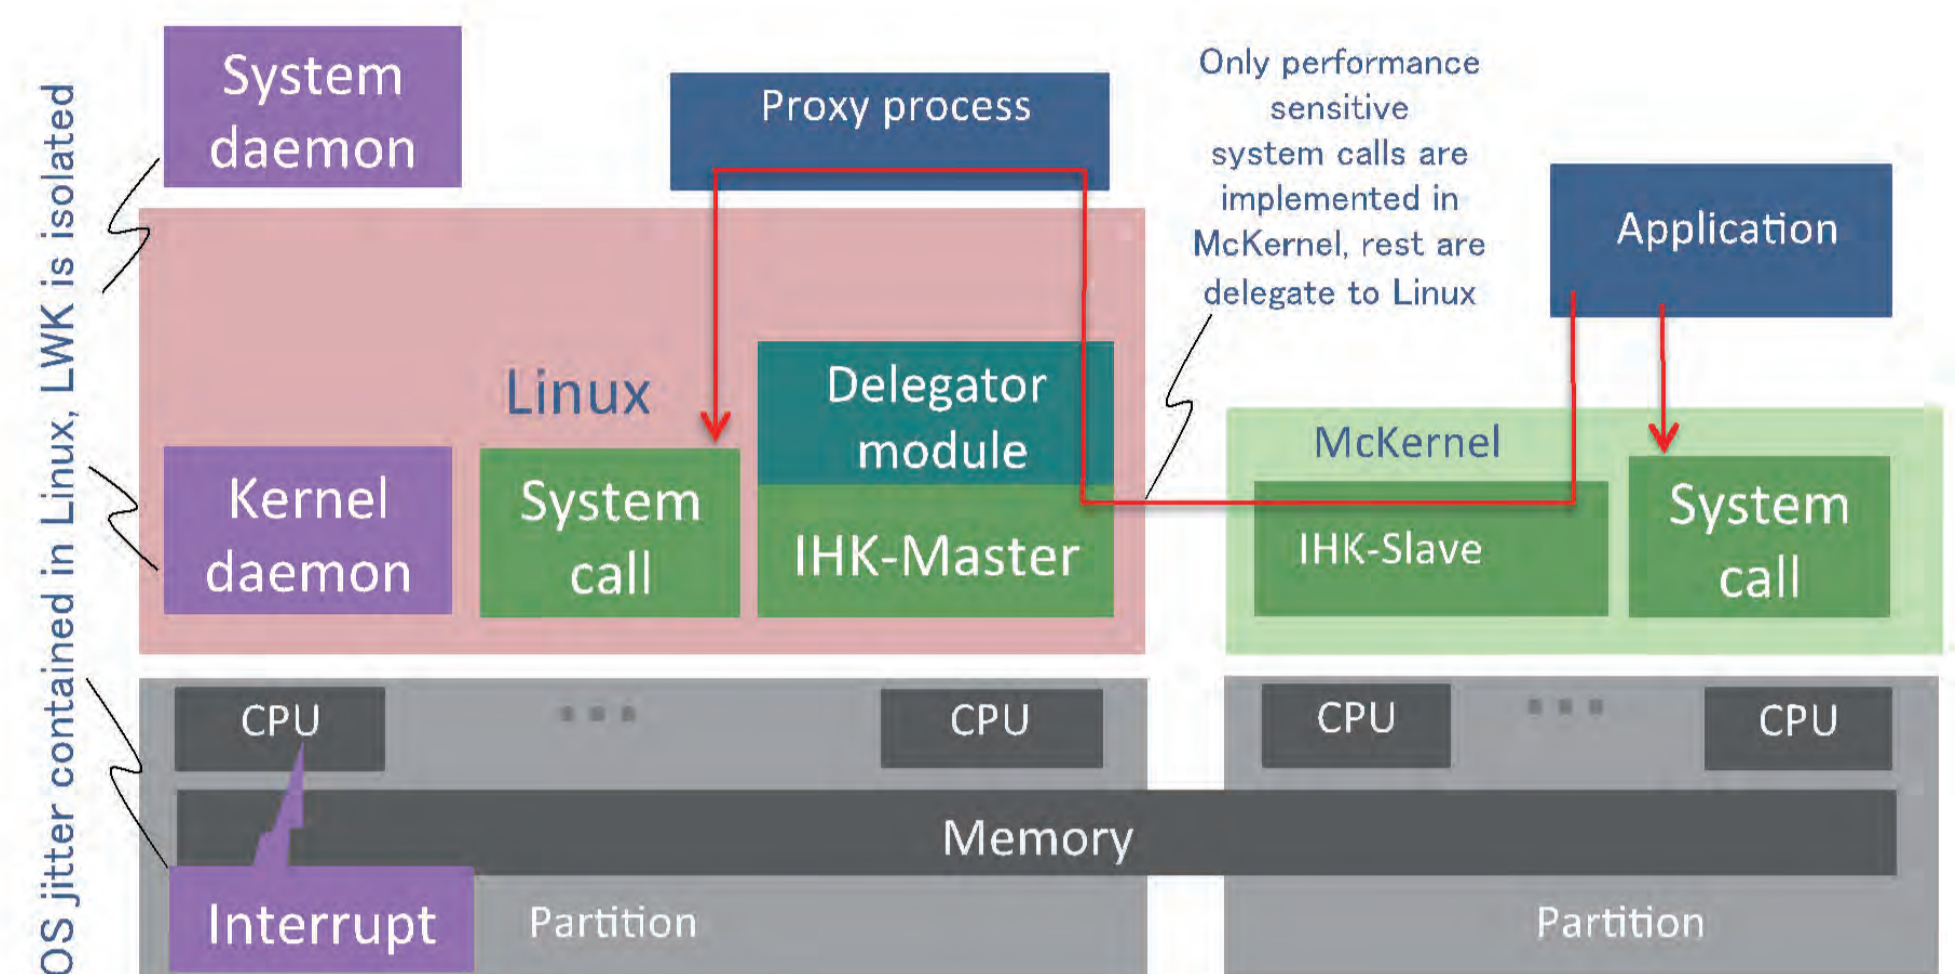 OS jitter contained in Linux, LWK is isolated
System
daemon
Proxy process
Only performance
sensitive
system calls are
implemented in
McKernel, rest are
delegate to Linux
Application
Linux
Delegator
module
McKernel
Kernel
daemon
System
call
IHK-Master
IHK-Slave
System
call
CPU
CPU
CPU
CPU
Memory
Interrupt
Partition
Partition